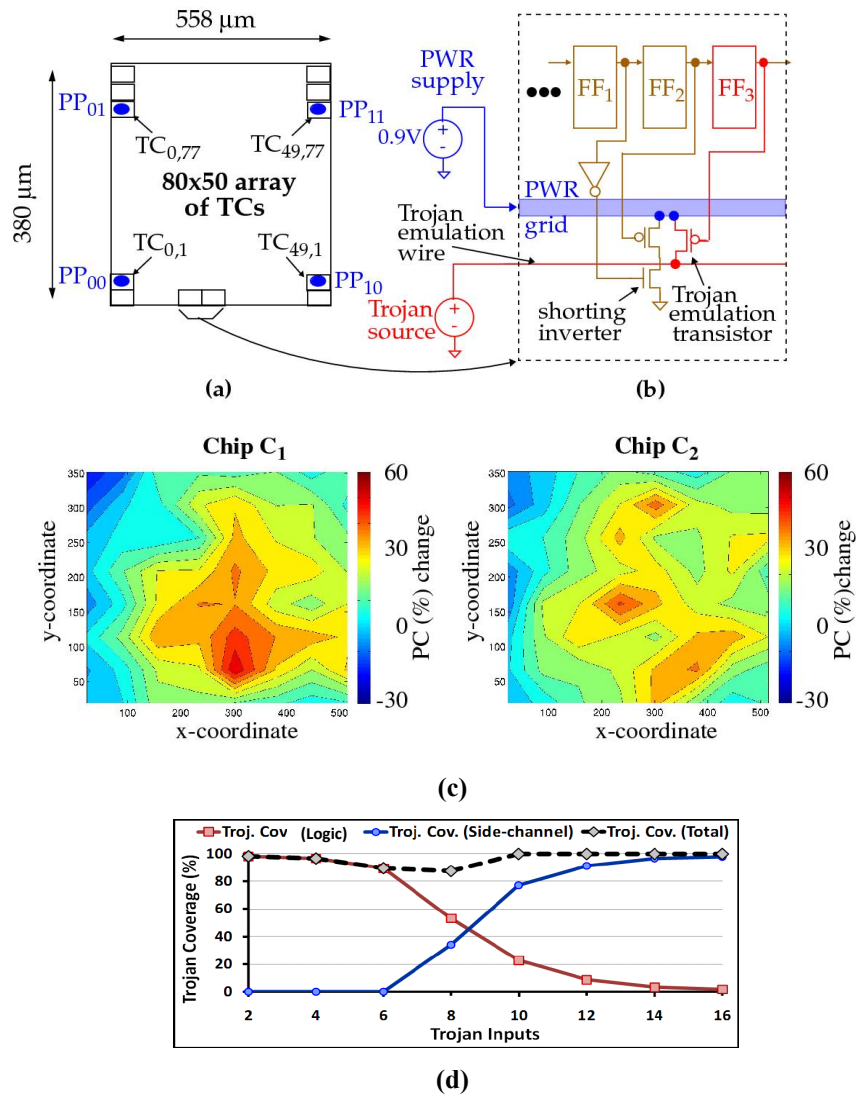 558 µm
380 µm
PP01
PP11
TC0,77
TC49,77
80x50 array
of TCs
TC0,1
TC49,1
PP00
PP10
(a)
PWR
supply
0.9V
FF1
FF2
FF3
PWR
grid
Trojan
emulation
wire
Trojan
source
shorting
inverter
Trojan
emulation
transistor
(b)
Chip C1
350
300
250
200
150
100
50
100
200
300
400
500
y-coordinate
x-coordinate
60
30
0
-30
PC (%) change
Chip C2
350
300
250
200
150
100
50
100
200
300
400
500
y-coordinate
x-coordinate
60
30
0
-30
PC (%)change
(c)
Troj. Cov (Logic)
Troj. Cov. (Side-channel)
Troj. Cov. (Total)
100
80
60
40
20
0
Trojan Coverage (%)
2 4 6 8 10 12 14 16
Trojan Inputs
(d)